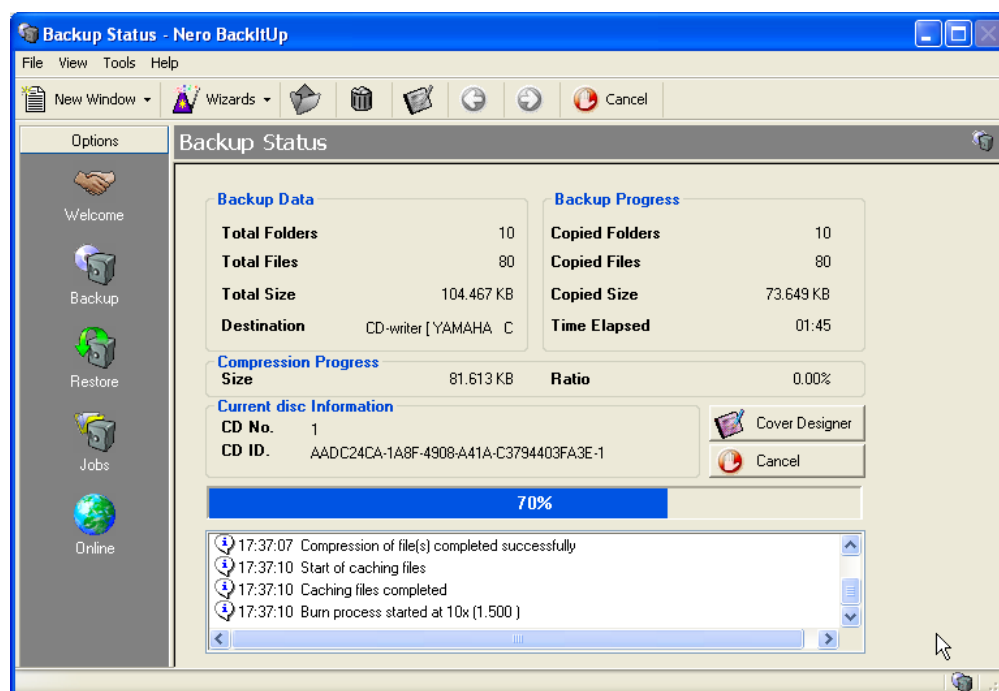 Backup Status - Nero BackItUp
File View Tools Help
New Window Wizards Cancel
Options
Backup Status
Welcome
Backup
Restore
Jobs
Online
Backup Data
Total Folders 10
Total Files 80
Total Size 104.467 KB
Destination CD-writer [ YAMAHA C
Backup Progress
Copied Folders 10
Copied Files 80
Copied Size 73.649 KB
Time Elapsed 01:45
Compression Progress
Size 81.613 KB Ratio 0.00%
Current disc Information
CD No. 1
CD ID. AADC24CA-1A8F-4908-A41A-C3794403FA3E-1
Cover Designer
Cancel
70%
17:37:07 Compression of file(s) completed successfully
17:37:10 Start of caching files
17:37:10 Caching files completed
17:37:10 Burn process started at 10x (1.500 )